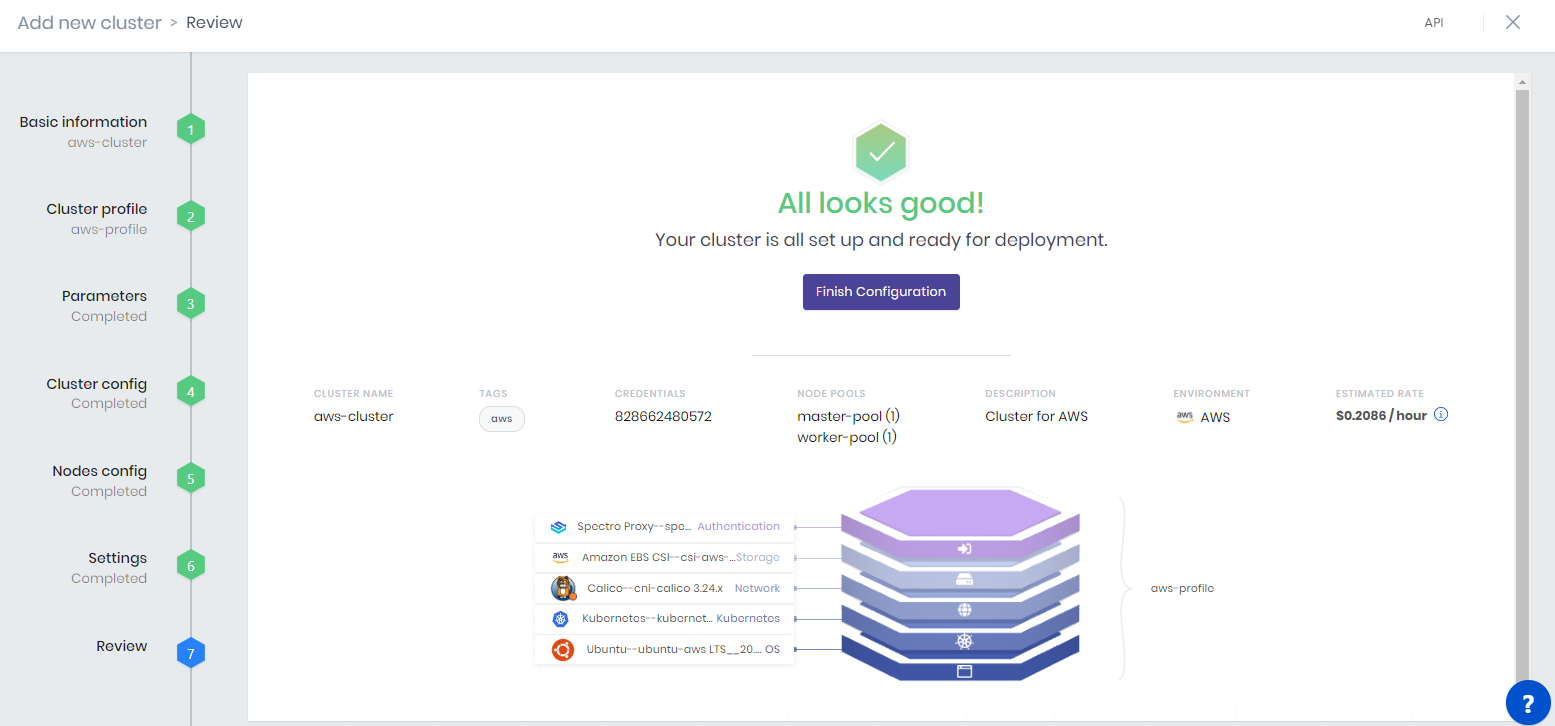 Add new cluster > Review
API
Basic information
aws-cluster
1
Cluster profile
aws-profile
2
Parameters
Completed
3
Cluster config
Completed
4
Nodes config
Completed
5
Settings
Completed
6
Review
7
All looks good!
Your cluster is all set up and ready for deployment.
Finish Configuration
CLUSTER NAME
aws-cluster
TAGS
aws
CREDENTIALS
828662480572
NODE POOLS
master-pool (1)
worker-pool (1)
DESCRIPTION
Cluster for AWS
ENVIRONMENT
aws AWS
ESTIMATED RATE
$0.2086 / hour
Spectro Proxy--spe... Authentication
aws Amazon EBS CSI--csi-aws-... Storage
Calico--cni-calico 3.24.x Network
Kubernetes--kubernet... Kubernetes
Ubuntu--ubuntu-aws LTS__20.... OS
aws-profile
?